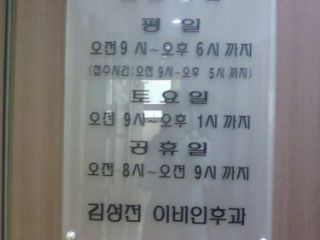 평 일
오전9 시~오후 6시 까지
(접수시간:오전 9시~오후 5시 까지)
토 요 일
오전 9시~오후 1시 까지
공 휴 일
오전 8시~오전 9시 까지
김성전 이비인후과